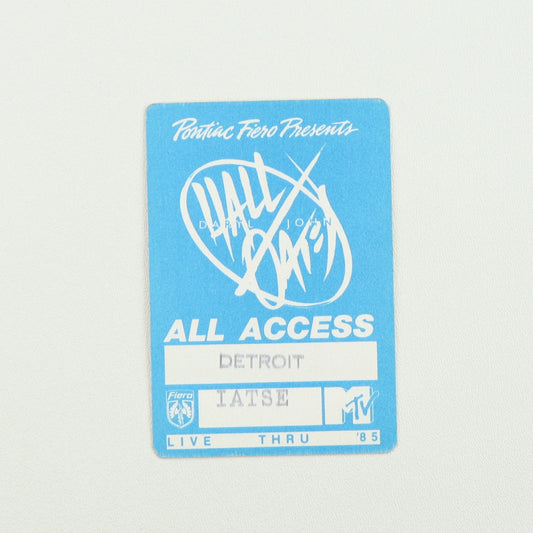 Pontiac Fiero Presents
HALL
DARYL JOHN
OATES
ALL ACCESS
DETROIT
Fiero IATSE MTV
LIVE THRU '85